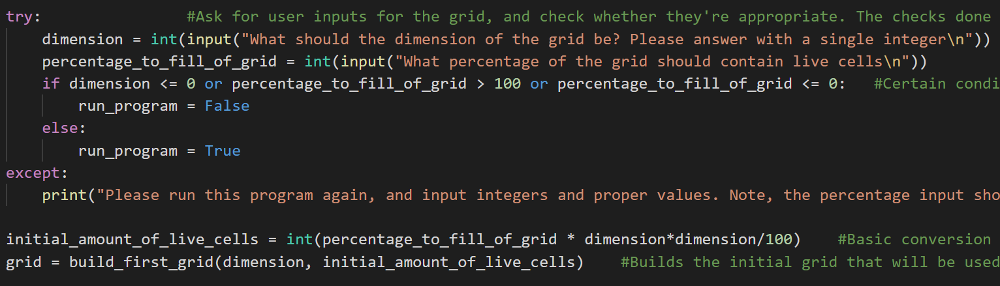 try:                #Ask for user inputs for the grid, and check whether they're appropriate. The checks done
    dimension = int(input("What should the dimension of the grid be? Please answer with a single integer\n"))
    percentage_to_fill_of_grid = int(input("What percentage of the grid should contain live cells\n"))
    if dimension <= 0 or percentage_to_fill_of_grid > 100 or percentage_to_fill_of_grid <= 0:   #Certain condi
        run_program = False
    else:
        run_program = True
except:
    print("Please run this program again, and input integers and proper values. Note, the percentage input sho
initial_amount_of_live_cells = int(percentage_to_fill_of_grid * dimension*dimension/100)    #Basic conversion
grid = build_first_grid(dimension, initial_amount_of_live_cells)    #Builds the initial grid that will be used